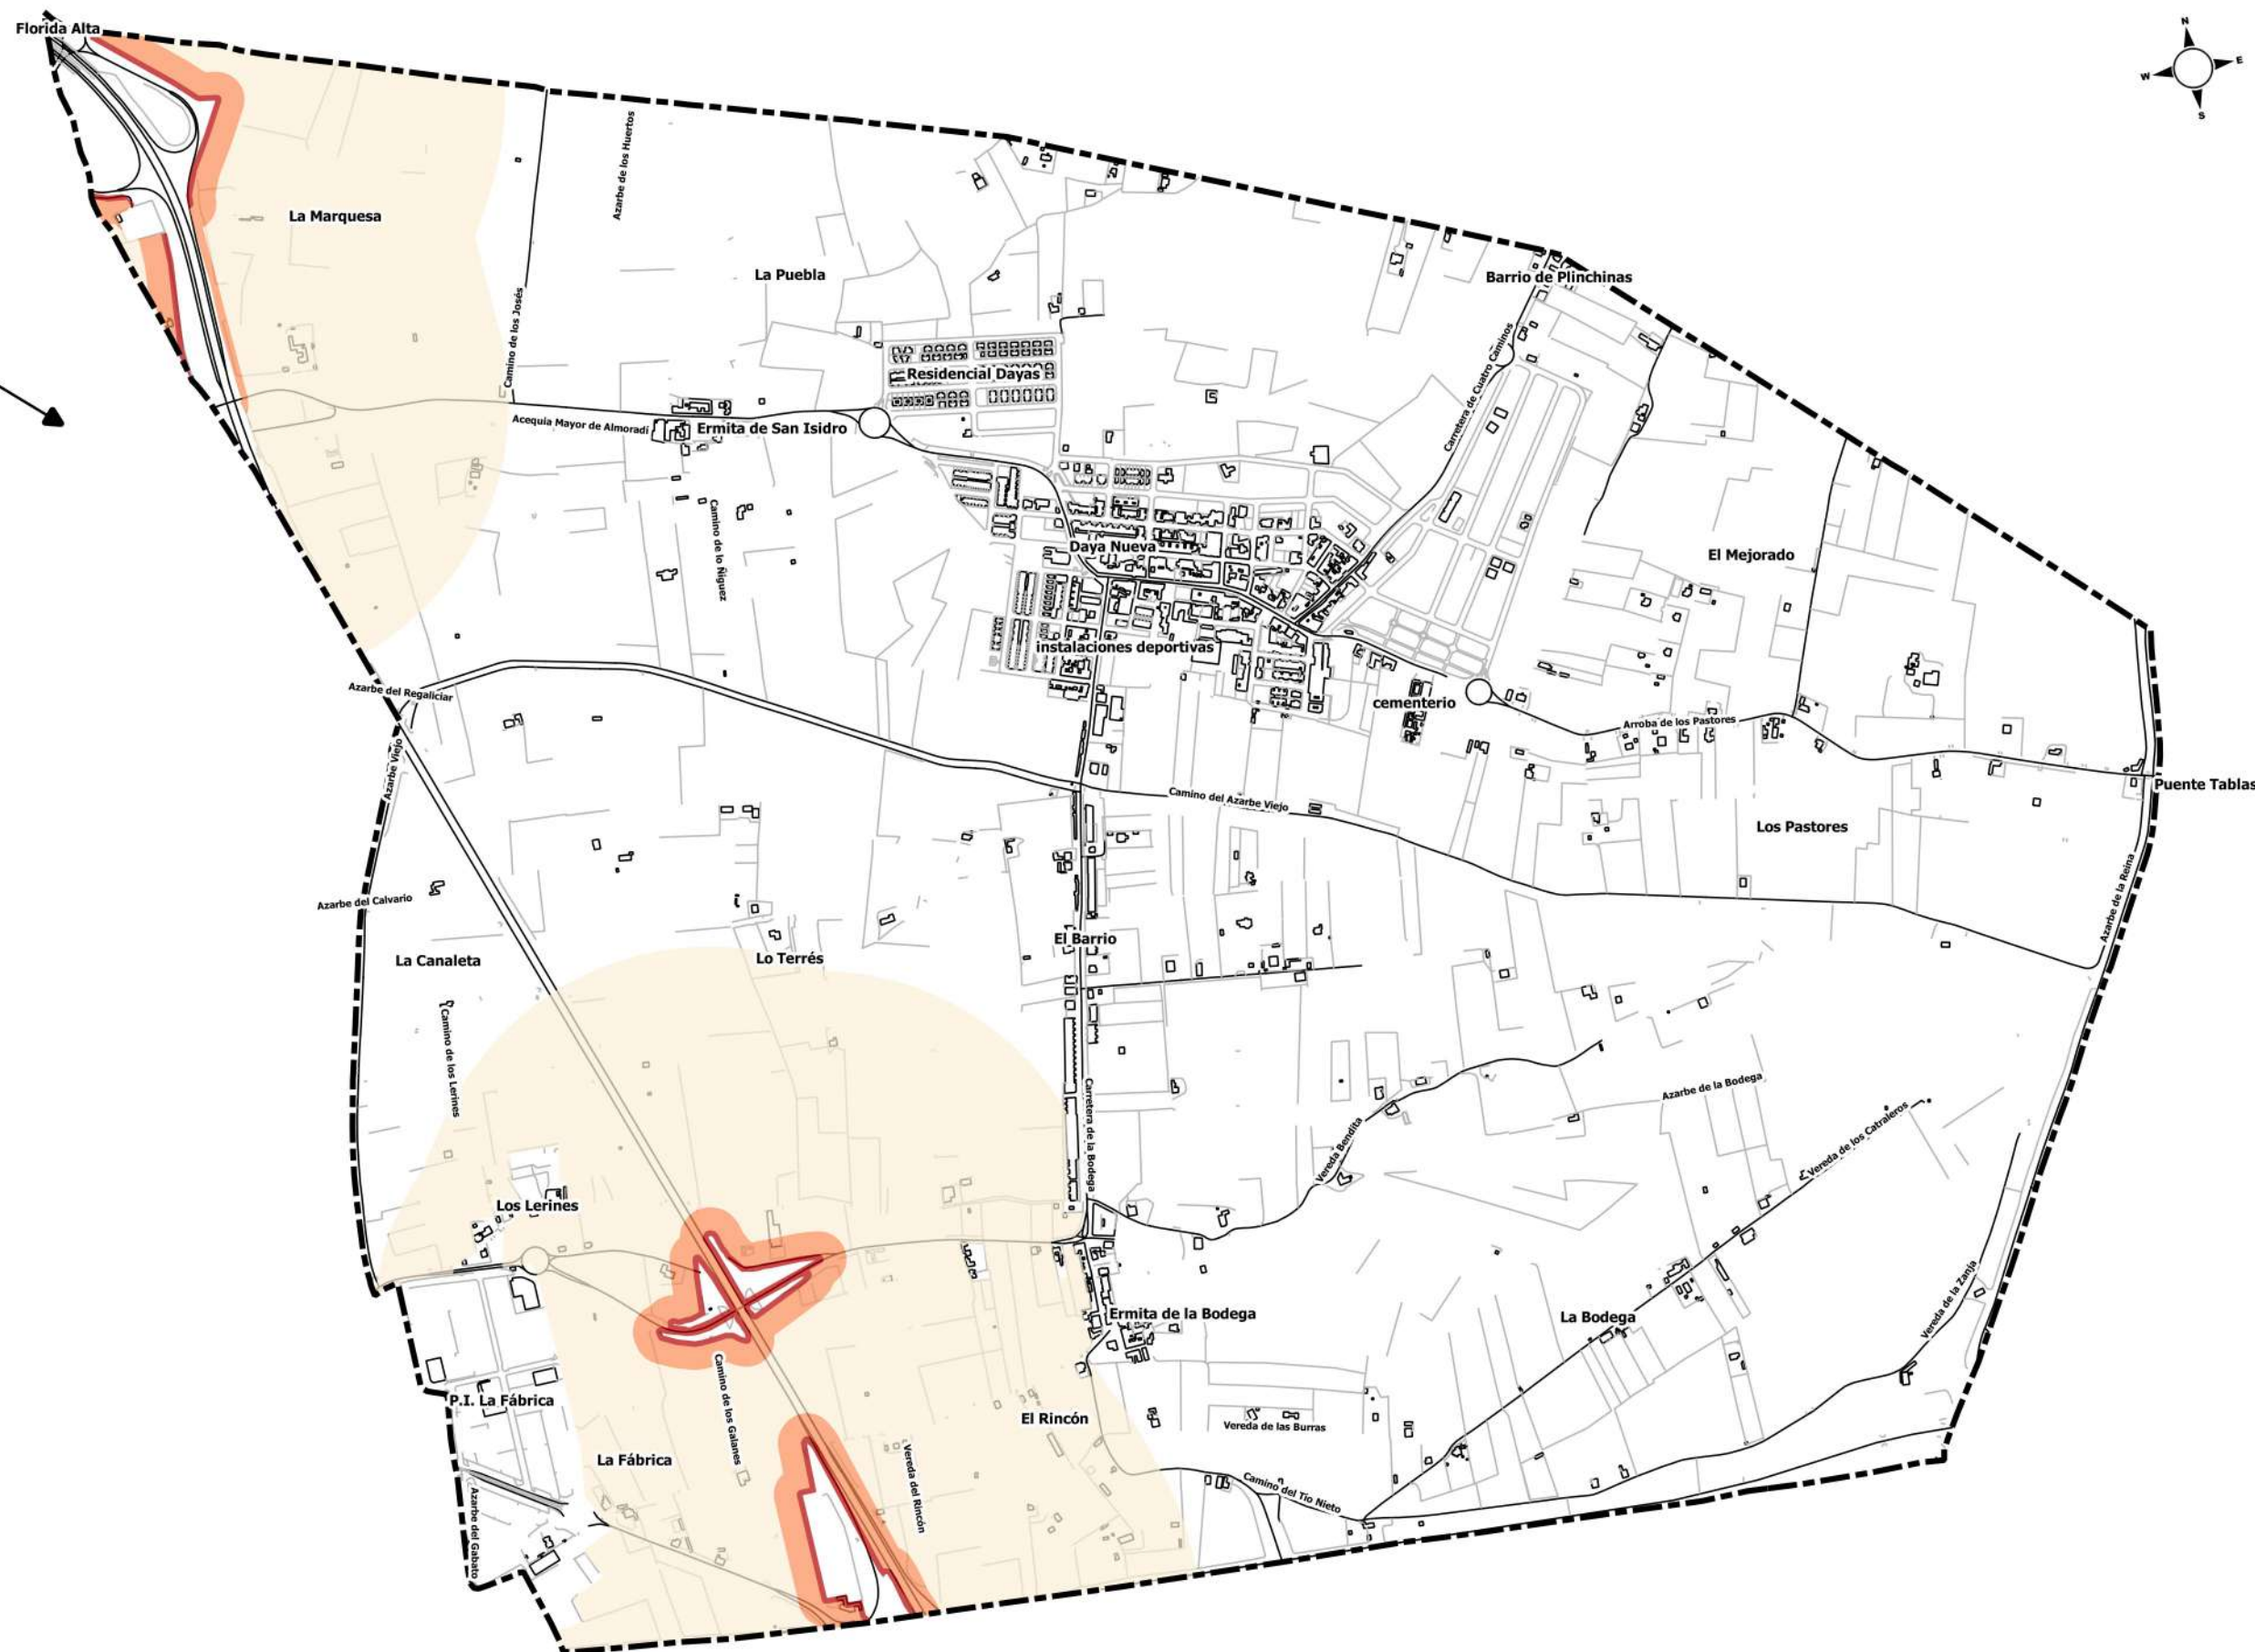 Florida Alta
N
W
E
S
Azarbe de los Huertos
La Marquesa
La Puebla
Barrio de Plinchinas
Camino de los Josés
Carretera de Cuatro Caminos
Residencial Dayas
Acequia Mayor de Almoradí
Ermita de San Isidro
Camino de lo Ñiguez
Daya Nueva
El Mejorado
instalaciones deportivas
Azarbe del Regaliciar
cementerio
Arroba de los Pastores
Azarbe Viejo
Puente Tablas
Camino del Azarbe Viejo
Los Pastores
Azarbe del Calvario
Azarbe de la Reina
El Barrio
La Canaleta
Lo Terrés
Camino de los Lerines
Carretera de la Bodega
Azarbe de la Bodega
Vereda Bendita
Vereda de los Catraleros
Los Lerines
Vereda de la Zanja
Ermita de la Bodega
La Bodega
Camino de los Galanes
P.I. La Fábrica
El Rincón
Vereda de las Burras
La Fábrica
Vereda del Rincón
Camino del Tío Nieto
Azarbe del Gabato